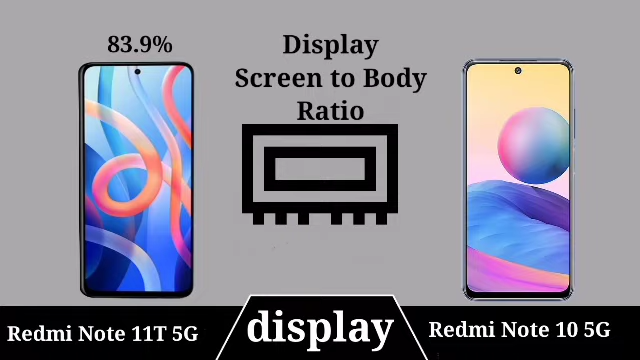 83.9%
Display
Screen to Body
Ratio
Redmi Note 11T 5G
display
Redmi Note 10 5G